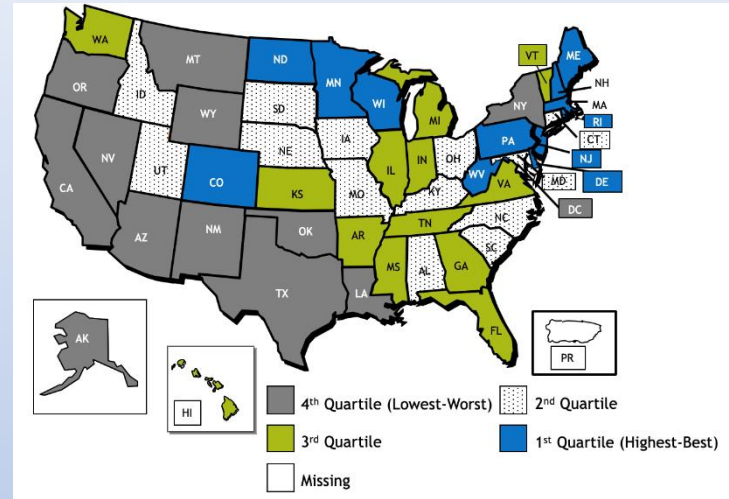 WA
MT
ND
MN
VT
ME
NH
OR
ID
WY
SD
WI
MI
NY
MA
RI
CT
NV
UT
NE
IA
PA
NJ
CA
CO
KS
MO
IL
IN
OH
WV
MD
DE
KY
VA
DC
AZ
NM
OK
AR
TN
NC
SC
TX
LA
MS
AL
GA
FL
AK
HI
PR
4th Quartile (Lowest-Worst)
2nd Quartile
3rd Quartile
1st Quartile (Highest-Best)
Missing